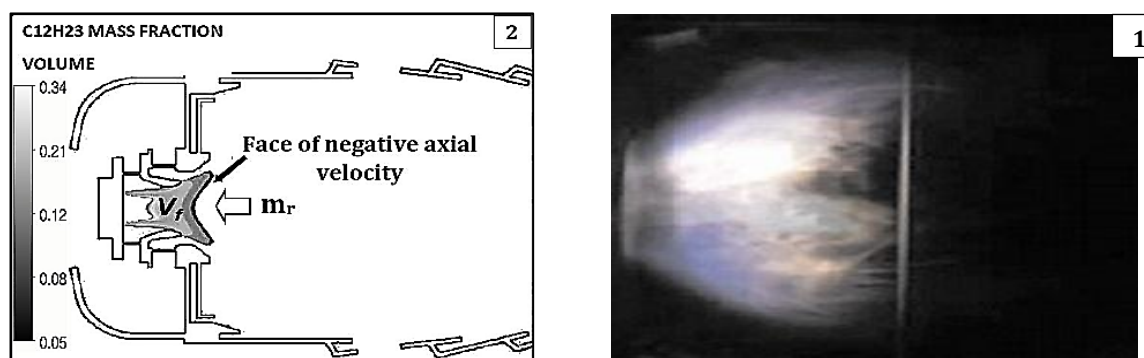 C12H23 MASS FRACTION
2
VOLUME
0.34
0.21
0.12
0.08
0.05
Face of negative axial
velocity
Vf
mr
1